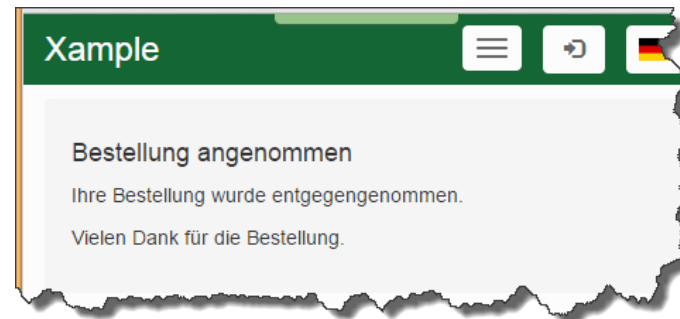 Xample
Bestellung angenommen
Ihre Bestellung wurde entgegengenommen.
Vielen Dank für die Bestellung.